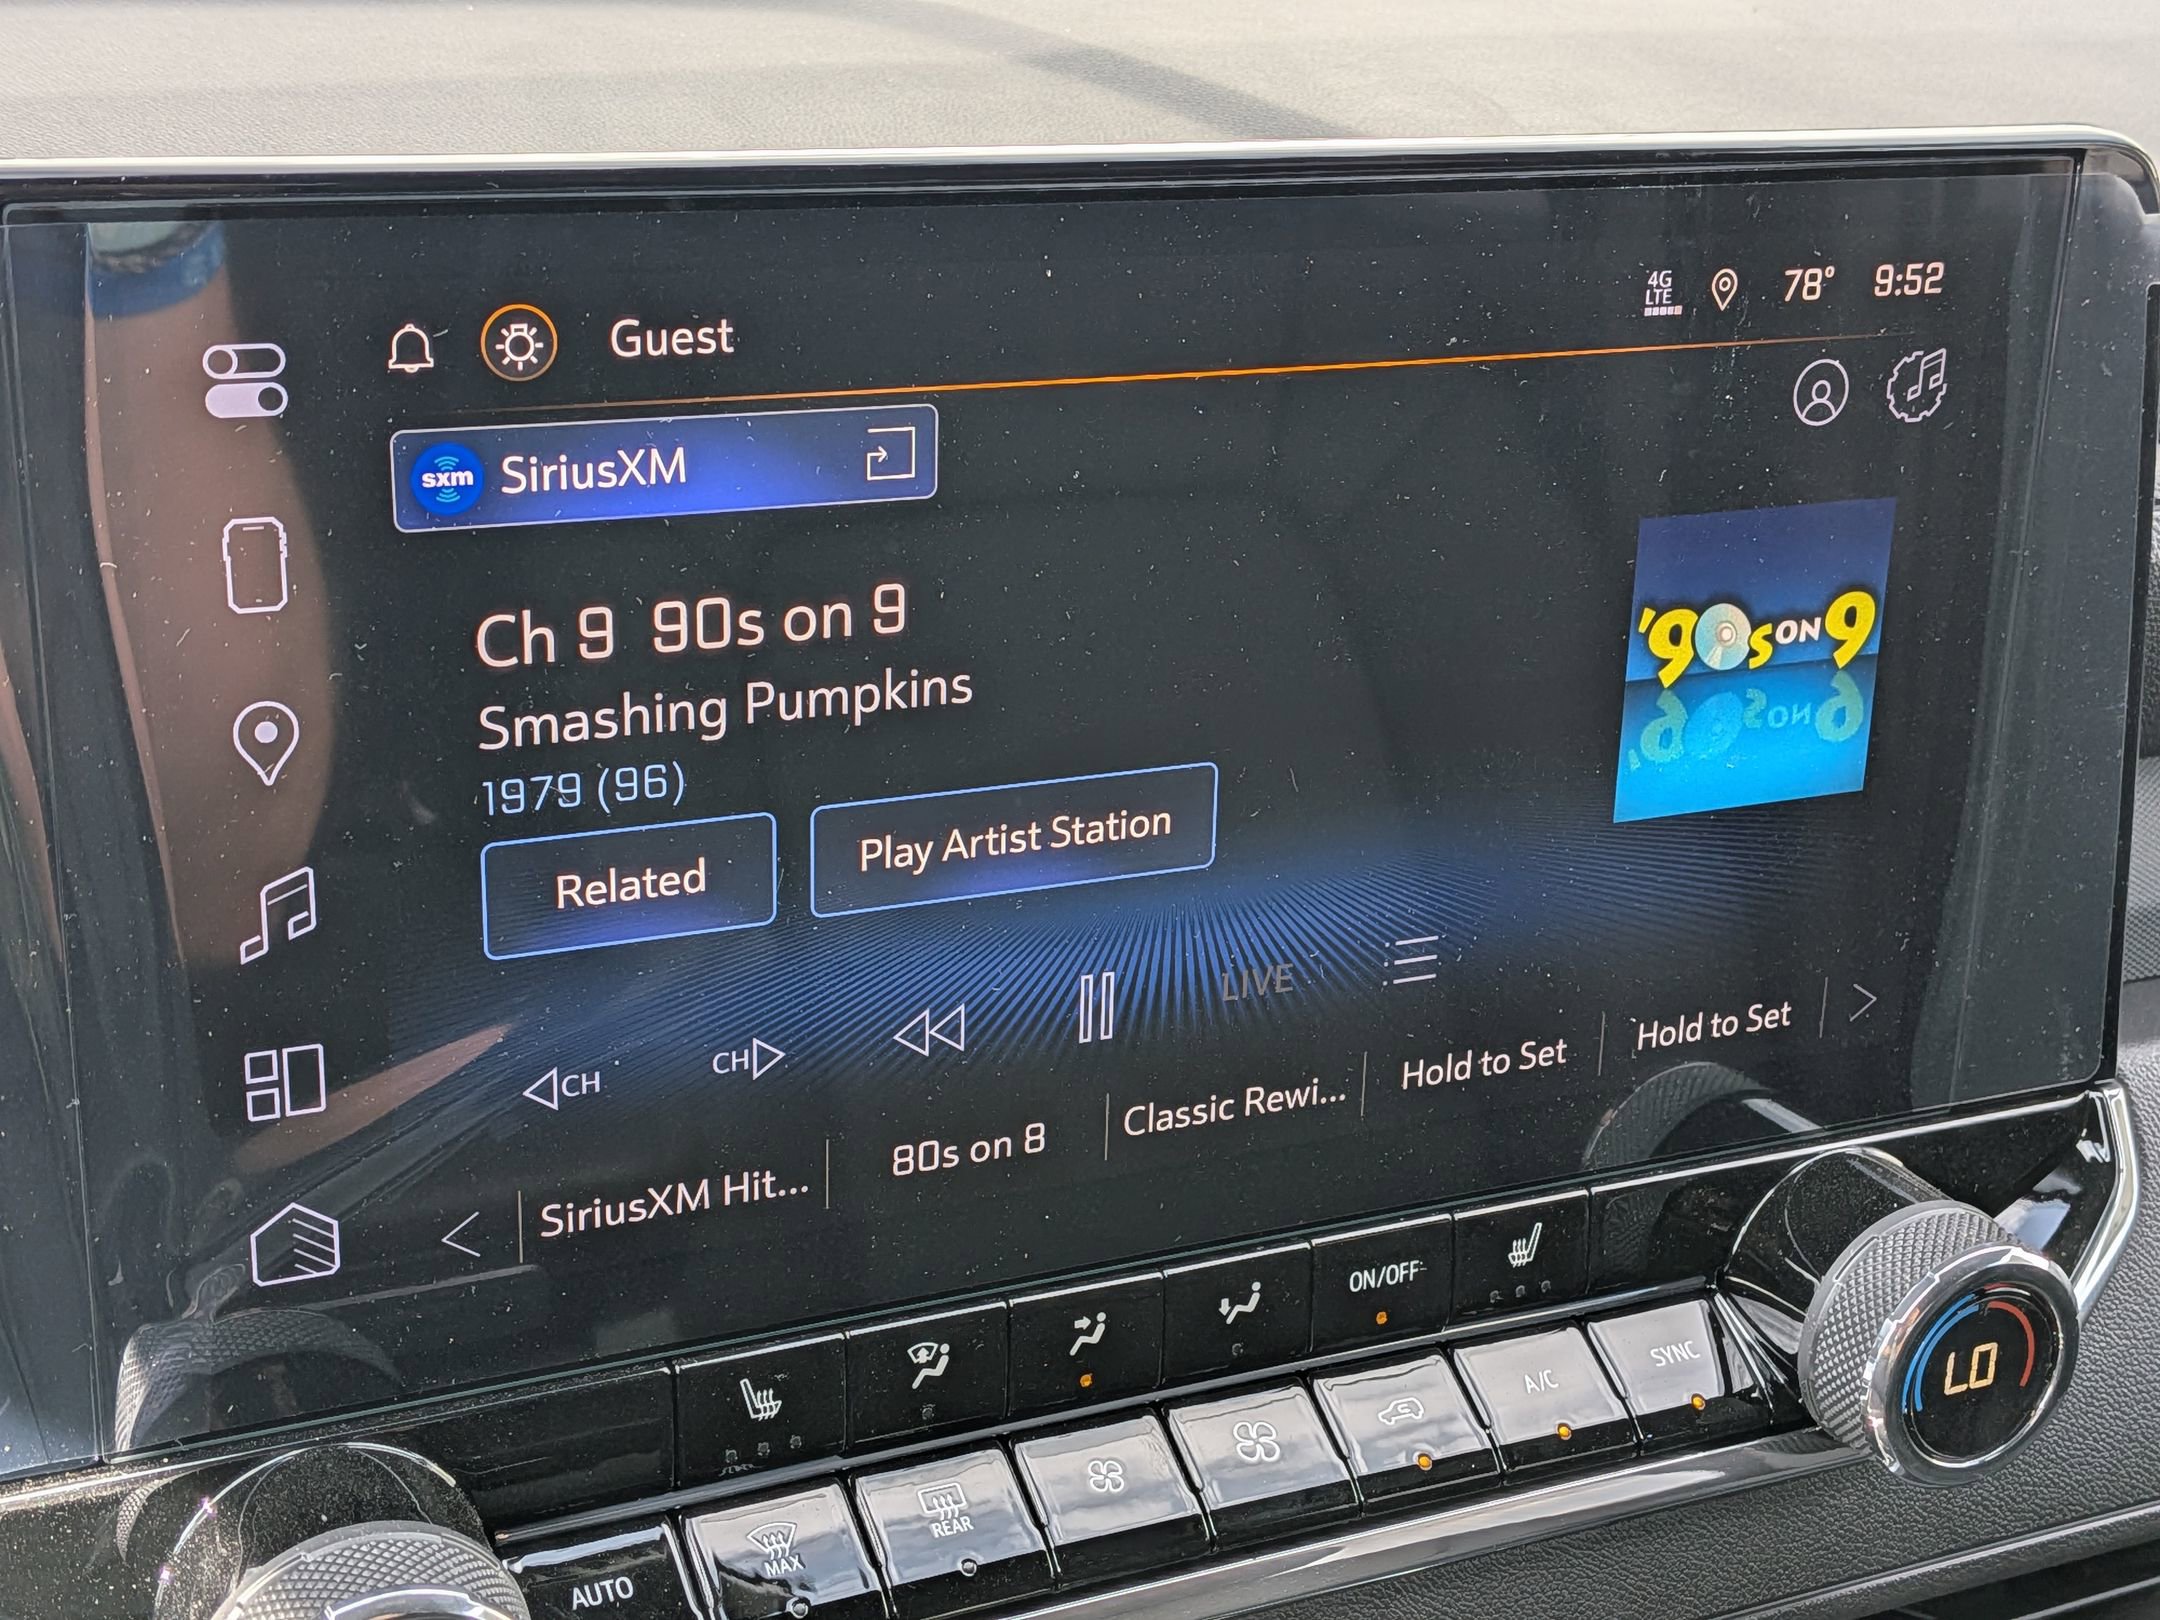 4G
LTE
78° 9:52
Guest
sxm SiriusXM
Ch 9 90s on 9
Smashing Pumpkins
1979 (96)
'90s ON 9
Related
Play Artist Station
CH
CH
LIVE
SiriusXM Hit...
80s on 8
Classic Rewi...
Hold to Set
Hold to Set
ON/OFF
AUTO
MAX
REAR
A/C
SYNC
LO